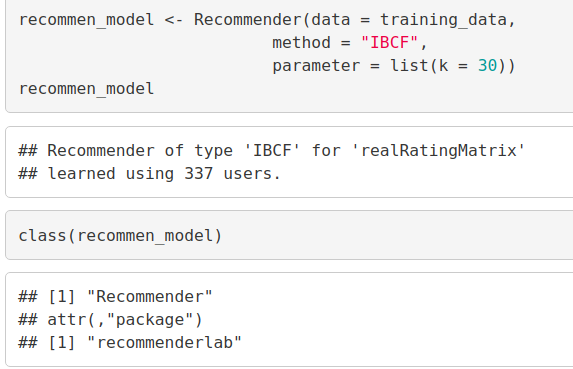 recommen_model <- Recommender(data = training_data,
                          method = "IBCF",
                          parameter = list(k = 30))
recommen_model
## Recommender of type 'IBCF' for 'realRatingMatrix'
## learned using 337 users.
class(recommen_model)
## [1] "Recommender"
## attr(,"package")
## [1] "recommenderlab"